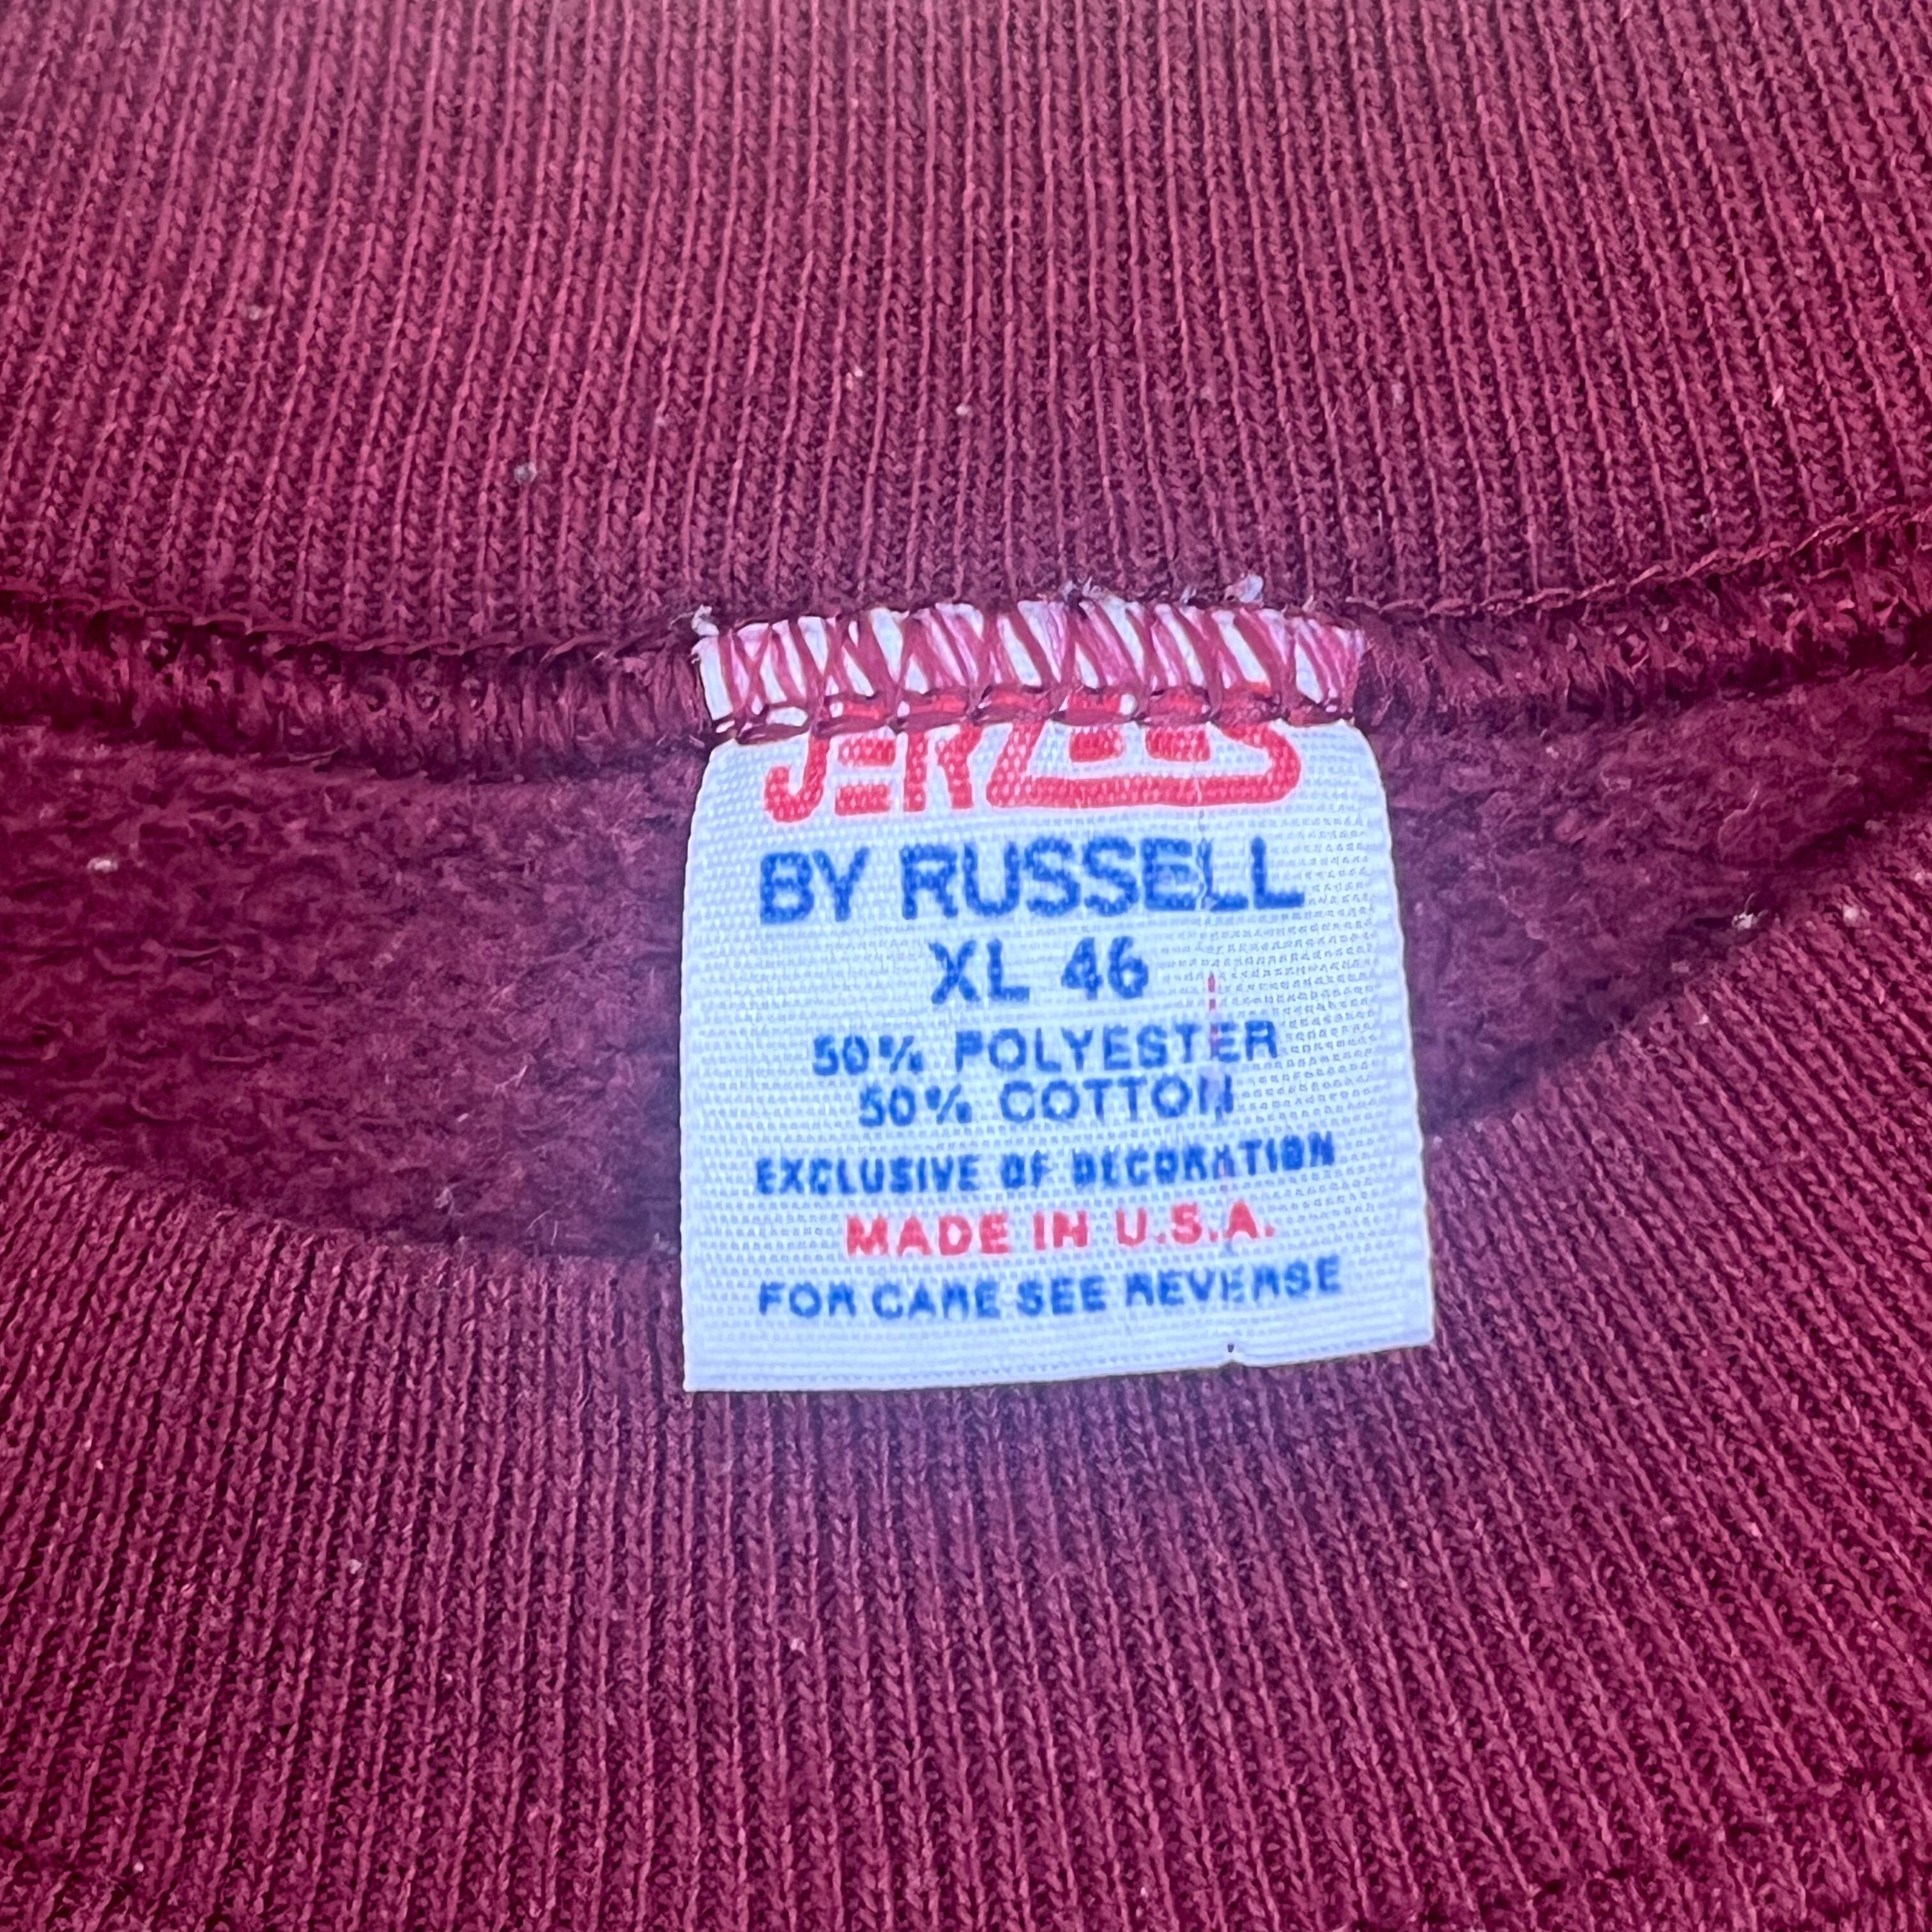 JERZEES
BY RUSSELL
XL 46
50% POLYESTER
50% COTTON
EXCLUSIVE OF DECORATION
MADE IN U.S.A.
FOR CARE SEE REVERSE